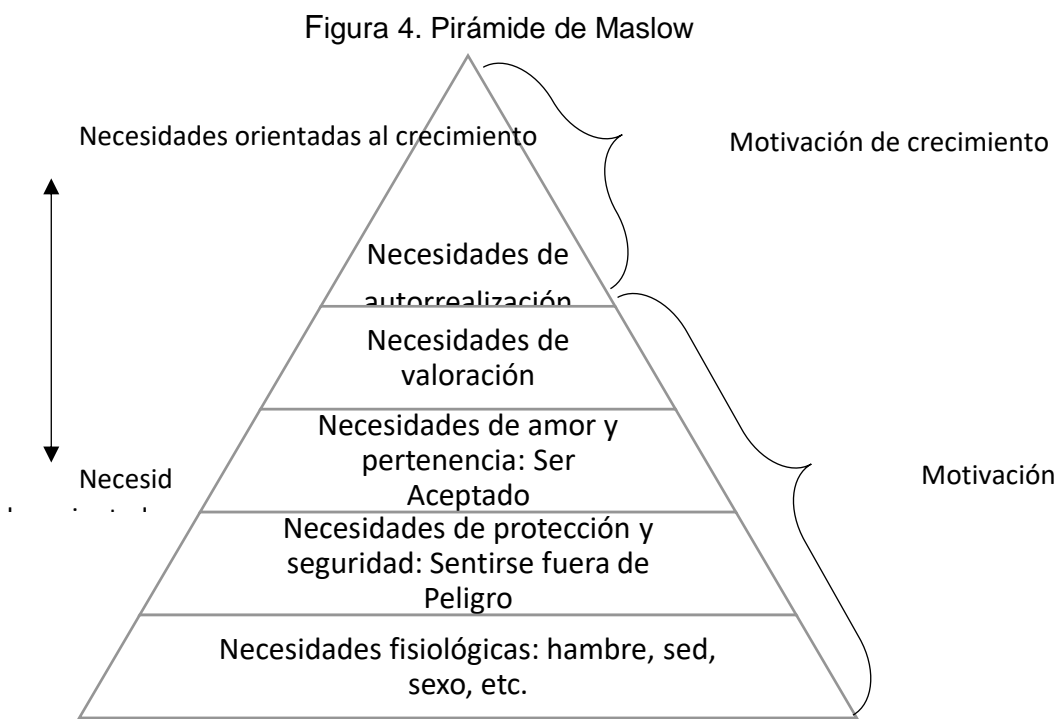 Figura 4. Pirámide de Maslow
Necesidades orientadas al crecimiento
Motivación de crecimiento
Necesidades de
autorrealización
Necesidades de
valoración
Necesidades de amor y
pertenencia: Ser
Aceptado
Necesid
Motivación
Necesidades de protección y
seguridad: Sentirse fuera de
Peligro
Necesidades fisiológicas: hambre, sed,
sexo, etc.